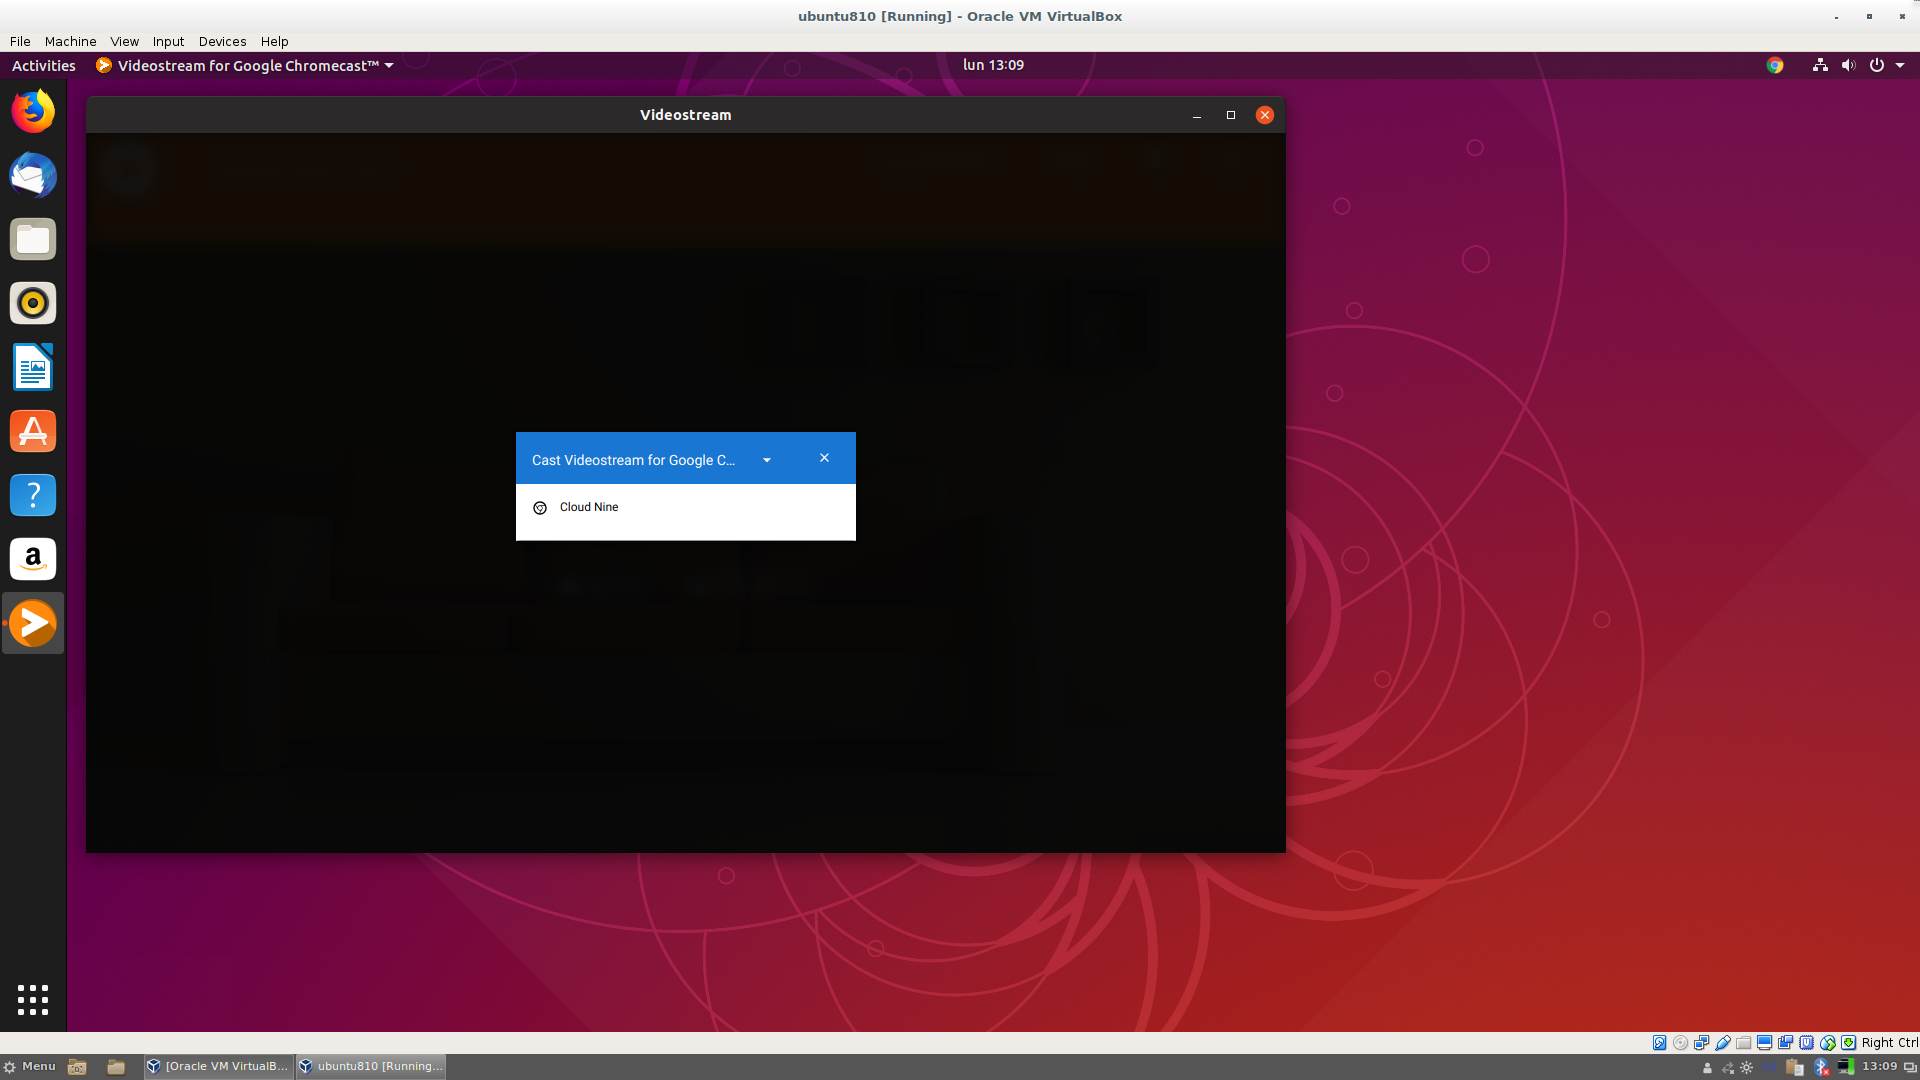 ubuntu810 [Running] - Oracle VM VirtualBox
File Machine View Input Devices Help
Activities Videostream for Google Chromecast™ lun 13:09
Videostream
Cast Videostream for Google C...
Cloud Nine
Right Ctrl
Menu [Oracle VM VirtualB... ubuntu810 [Running... 13:09